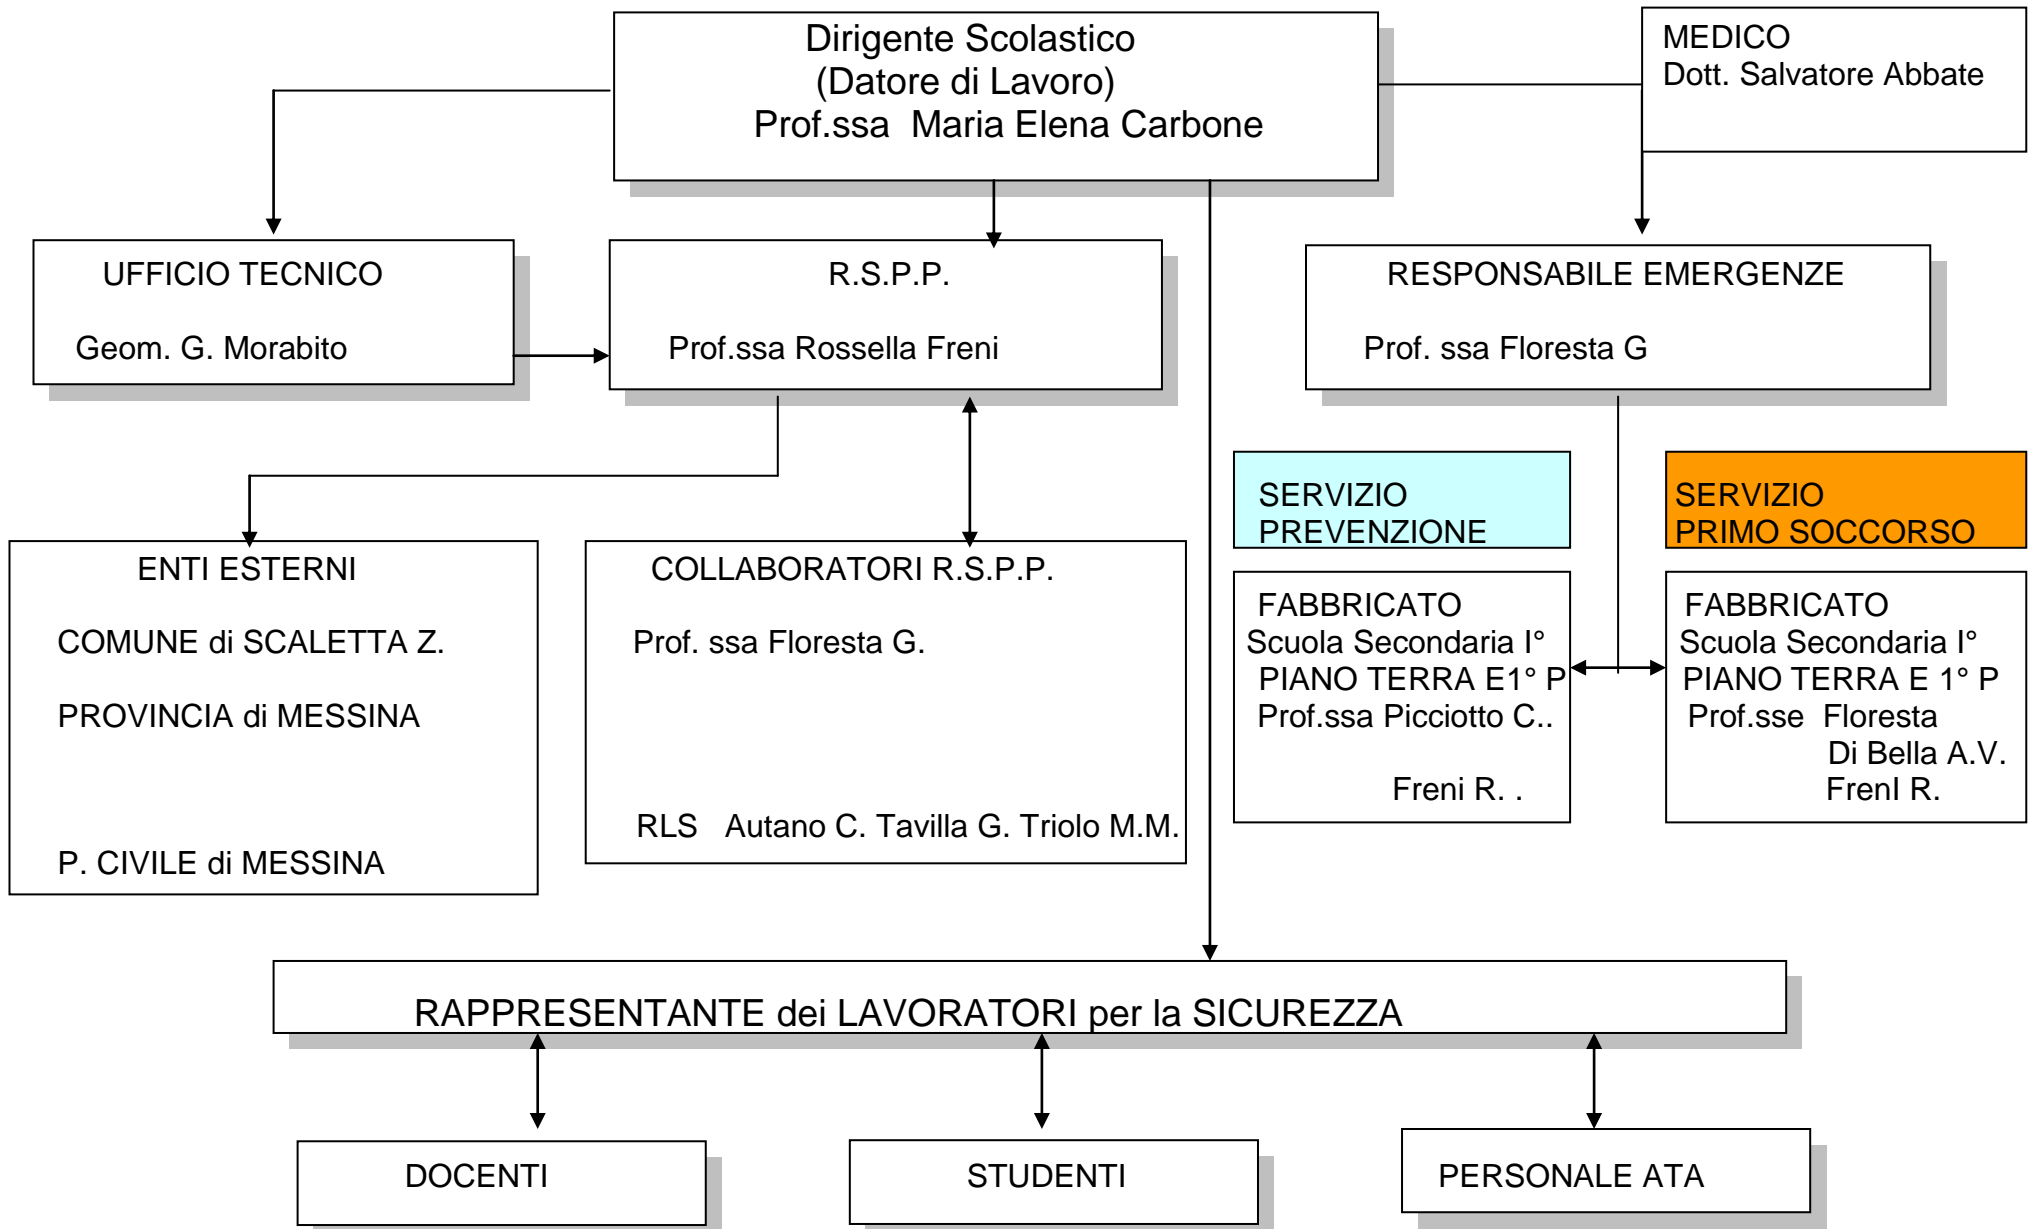 Dirigente Scolastico
(Datore di Lavoro)
Prof.ssa Maria Elena Carbone
MEDICO
Dott. Salvatore Abbate
UFFICIO TECNICO
Geom. G. Morabito
R.S.P.P.
Prof.ssa Rossella Freni
RESPONSABILE EMERGENZE
Prof. ssa Floresta G
ENTI ESTERNI
COMUNE di SCALETTA Z.
PROVINCIA di MESSINA
P. CIVILE di MESSINA
COLLABORATORI R.S.P.P.
Prof. ssa Floresta G.
RLS Autano C. Tavilla G. Triolo M.M.
SERVIZIO
PREVENZIONE
FABBRICATO
Scuola Secondaria I°
PIANO TERRA E1° P
Prof.ssa Picciotto C..
Freni R. .
SERVIZIO
PRIMO SOCCORSO
FABBRICATO
Scuola Secondaria I°
PIANO TERRA E 1° P
Prof.sse Floresta
Di Bella A.V.
FrenI R.
RAPPRESENTANTE dei LAVORATORI per la SICUREZZA
DOCENTI
STUDENTI
PERSONALE ATA